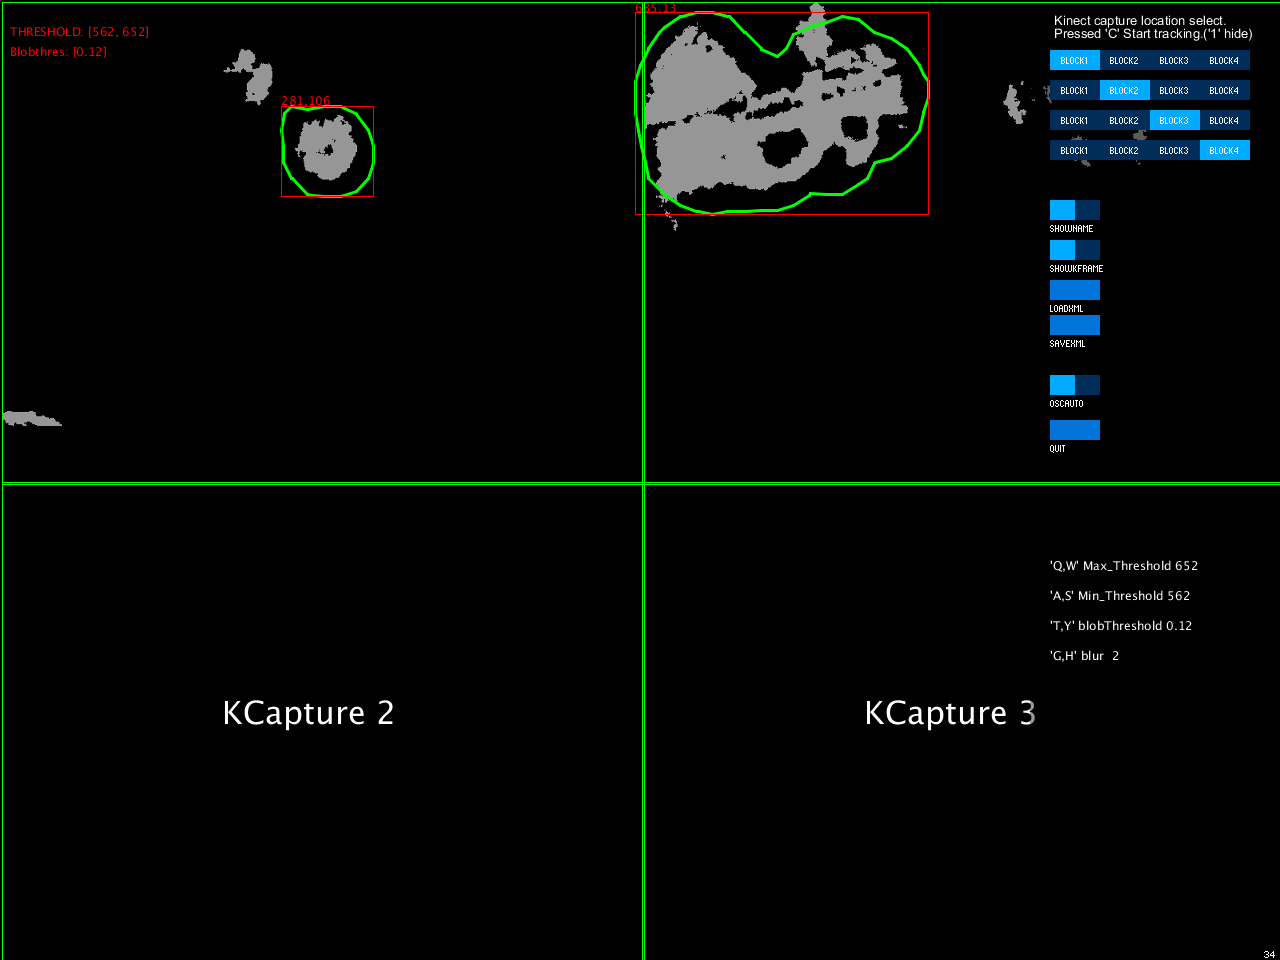 THRESHOLD: [562, 652]
Blobthres: [0.12]
281,106
635,13
Kinect capture location select.
Pressed 'C' Start tracking.('1' hide)
BLOCK1 BLOCK2 BLOCK3 BLOCK4
BLOCK1 BLOCK2 BLOCK3 BLOCK4
BLOCK1 BLOCK2 BLOCK3 BLOCK4
BLOCK1 BLOCK2 BLOCK3 BLOCK4
SHOWNAME
SHOWKFRAME
LOADXML
SAVEXML
OSCAUTO
QUIT
'Q,W' Max_Threshold 652
'A,S' Min_Threshold 562
'T,Y' blobThreshold 0.12
'G,H' blur 2
KCapture 2
KCapture 3
34